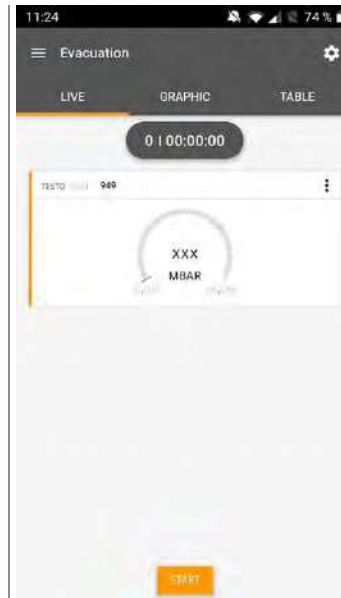 11:24 74 %
Evacuation
LIVE GRAPHIC TABLE
0 | 00:00:00
TESTO 949
XXX
MBAR
START